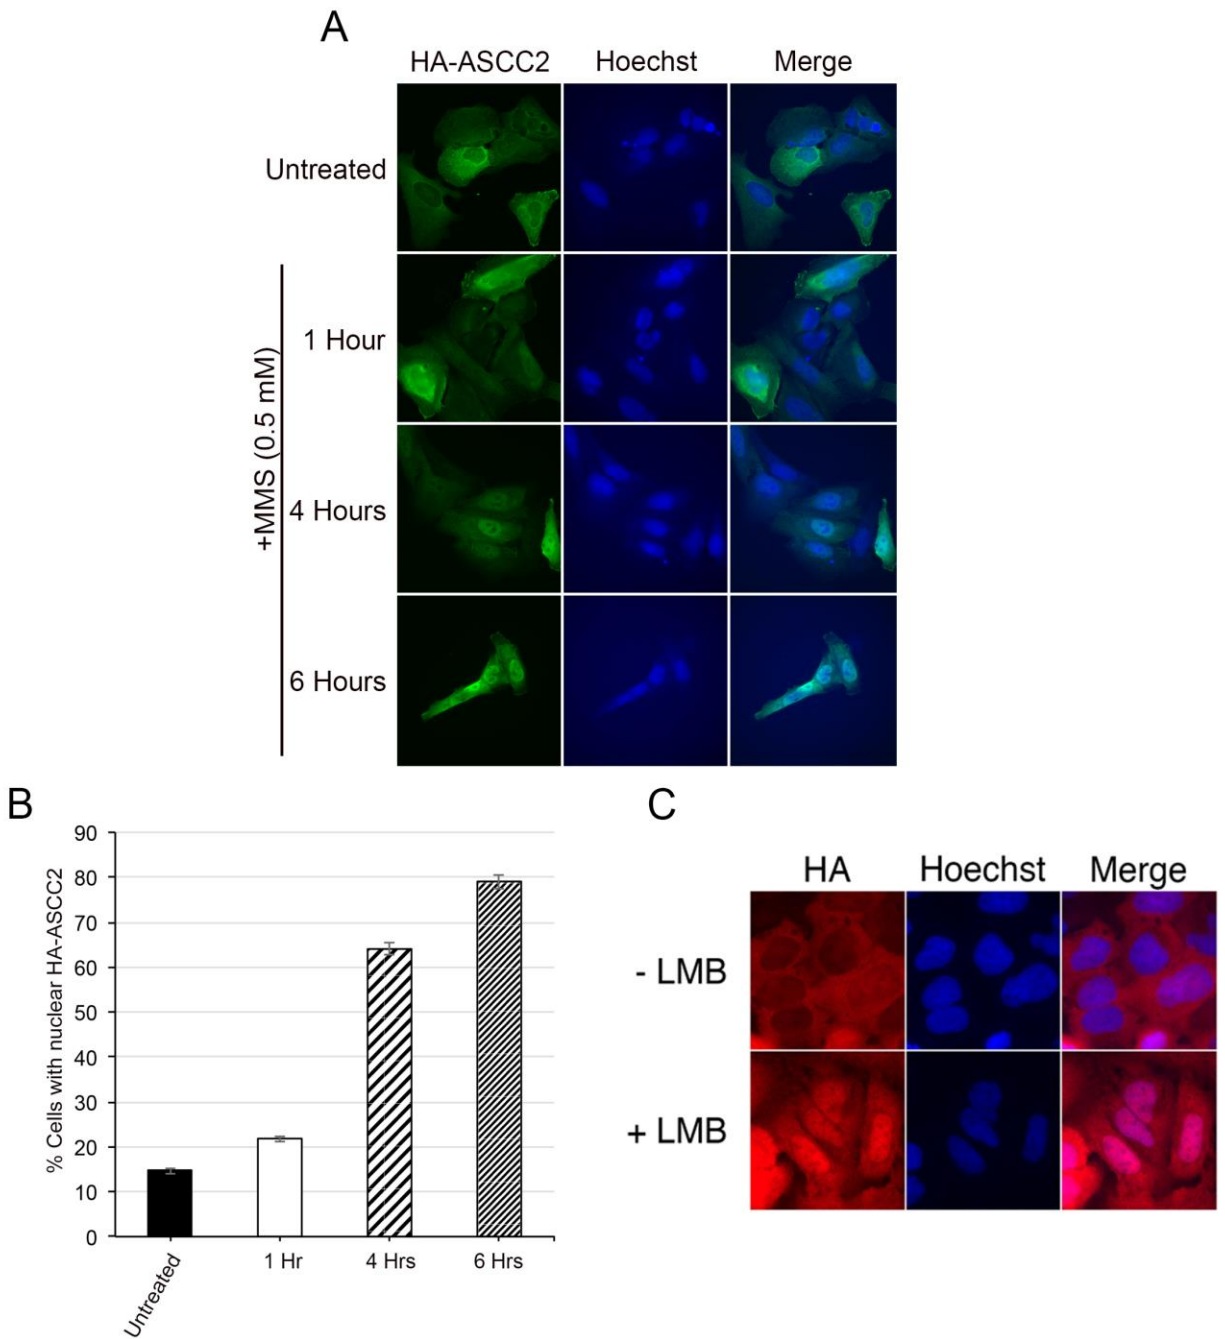 A
HA-ASCC2 Hoechst Merge
Untreated
+MMS (0.5 mM)
1 Hour
4 Hours
6 Hours
B
% Cells with nuclear HA-ASCC2
90
80
70
60
50
40
30
20
10
0
Untreated 1 Hr 4 Hrs 6 Hrs
C
HA Hoechst Merge
- LMB
+ LMB